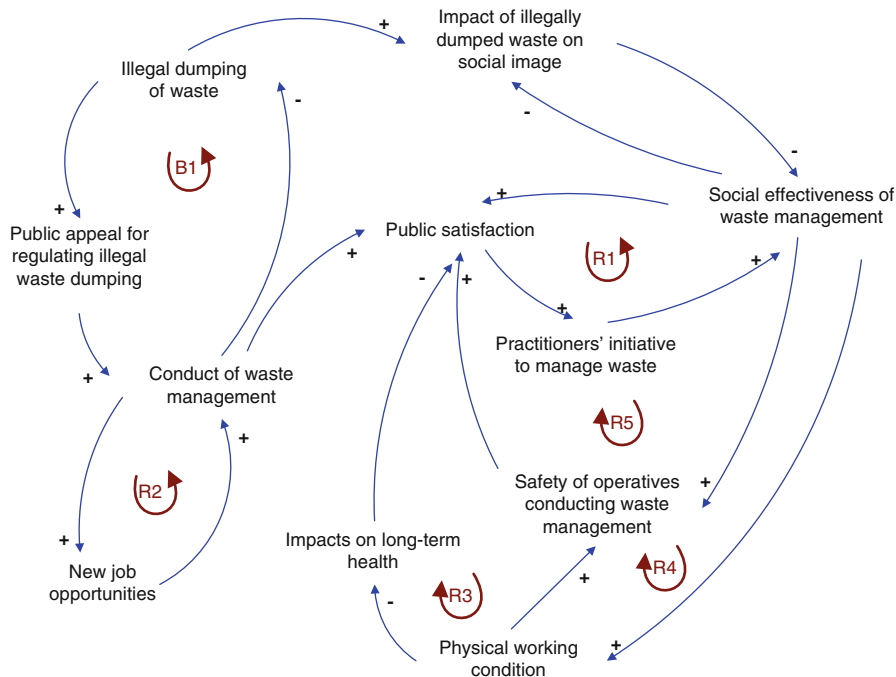 Impact of illegally
dumped waste on
social image
+
+
Illegal dumping
of waste
-
-
-
B1
Social effectiveness of
waste management
+
+
Public appeal for
regulating illegal
waste dumping
Public satisfaction
+
R1
+
-
+
+
Practitioners' initiative
to manage waste
+
Conduct of waste
management
+
R5
R2
Safety of operatives
conducting waste
management
+
+
Impacts on long-term
health
New job
opportunities
R3
R4
+
-
Physical working
condition
+